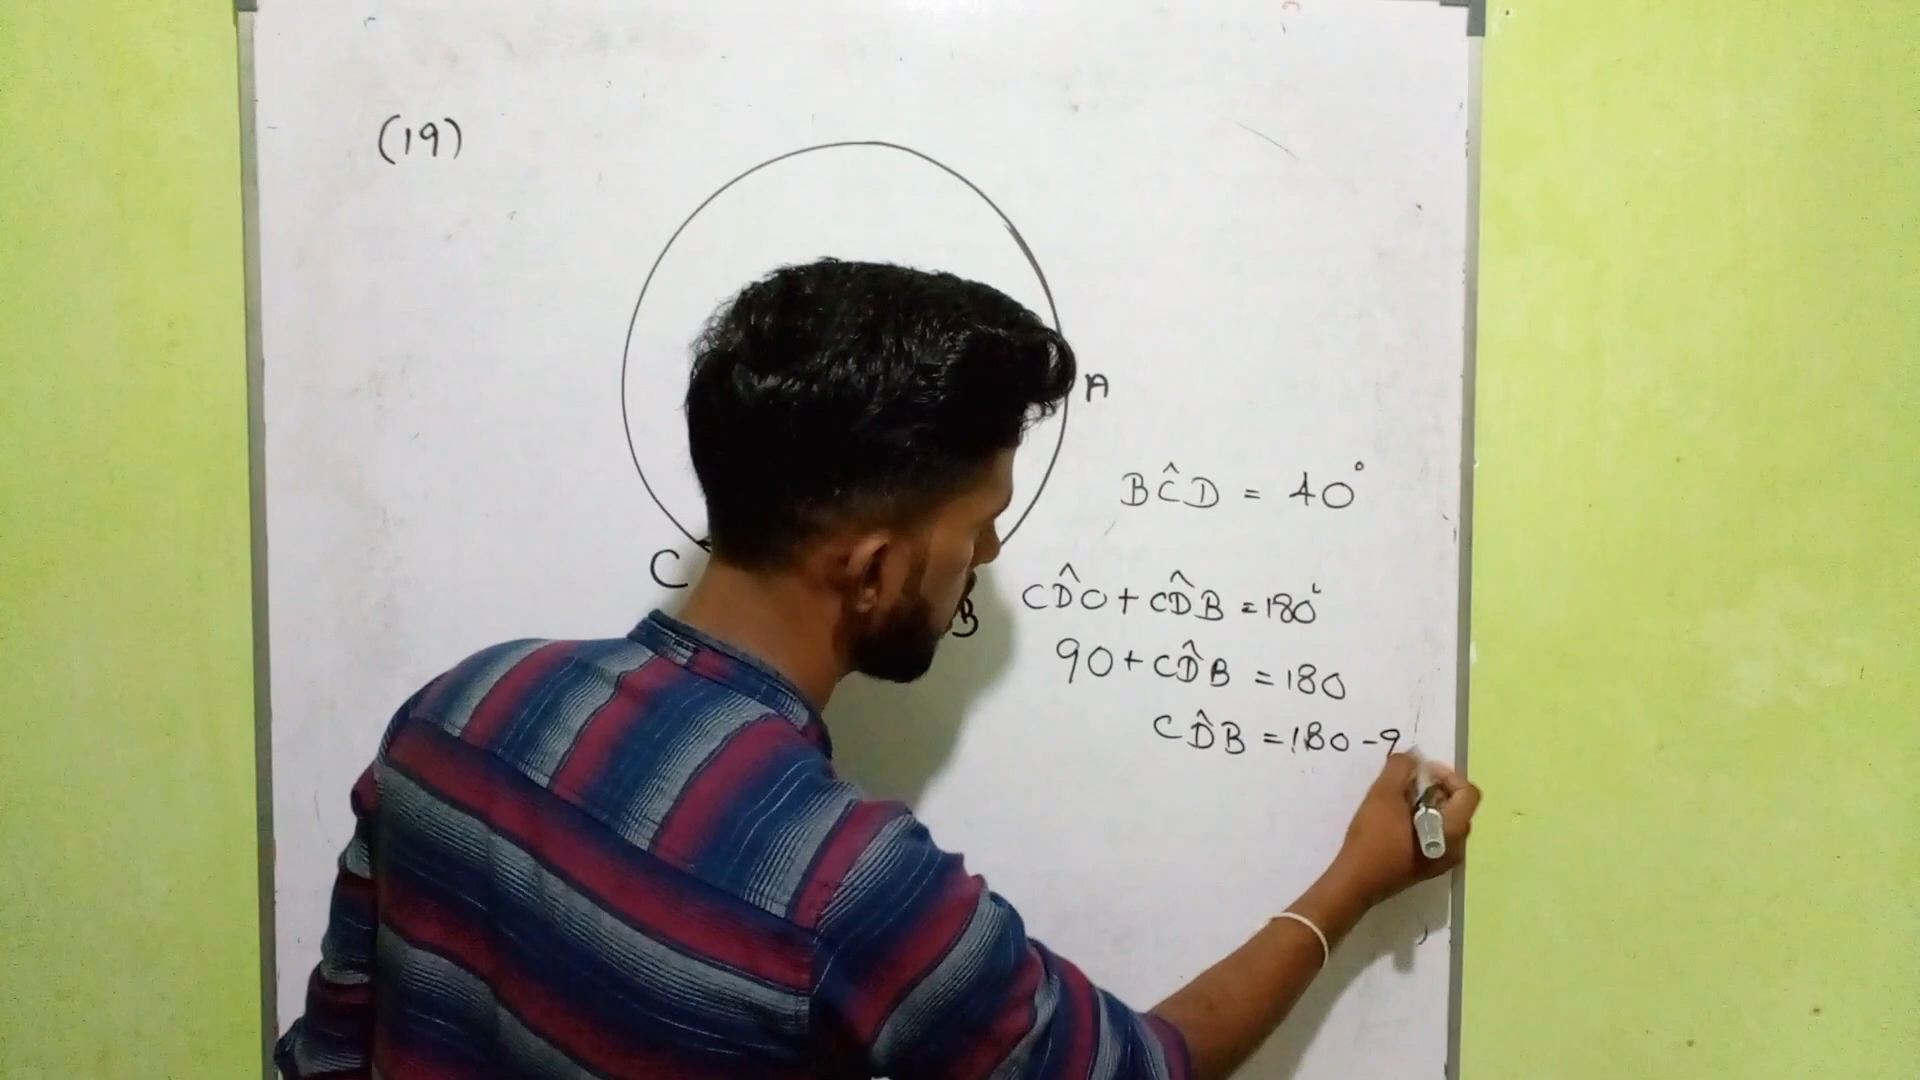 (19)
A
BĈD = 40°
C
CD̂O + CD̂B = 180°
B
90 + CD̂B = 180
CD̂B = 180 - 9